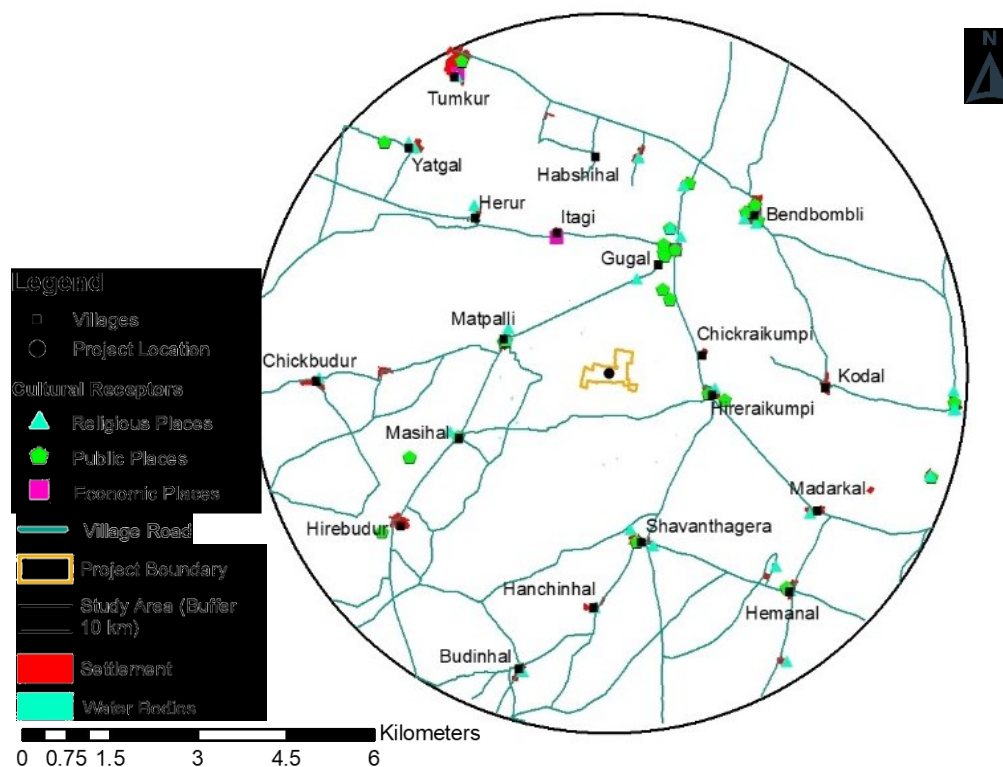 N
Tumkur
Yatgal
Habshihal
Herur
Itagi
Bendbombli
Gugal
Legend
Villages
Project Location
Cultural Receptors
Religious Places
Public Places
Economic Places
Village Road
Project Boundary
Study Area (Buffer
10 km)
Settlement
Water Bodies
Matpalli
Chickraikumpi
Chickbudur
Kodal
Hireraikumpi
Masihal
Madarkal
Hirebudur
Shavanthagera
Hanchinhal
Hemanal
Budinhal
Kilometers
0 0.75 1.5 3 4.5 6